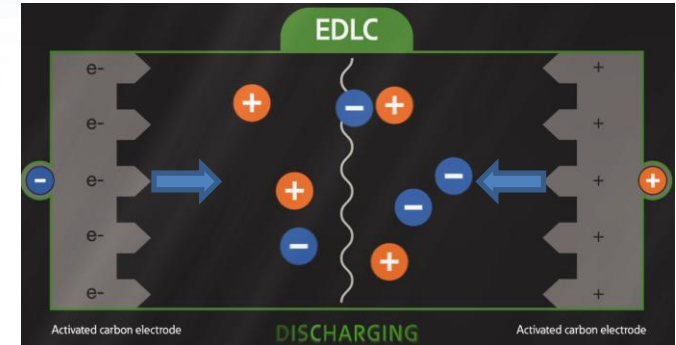 EDLC
e- +
e- +
e- +
e- +
e- +
Activated carbon electrode
DISCHARGING
Activated carbon electrode